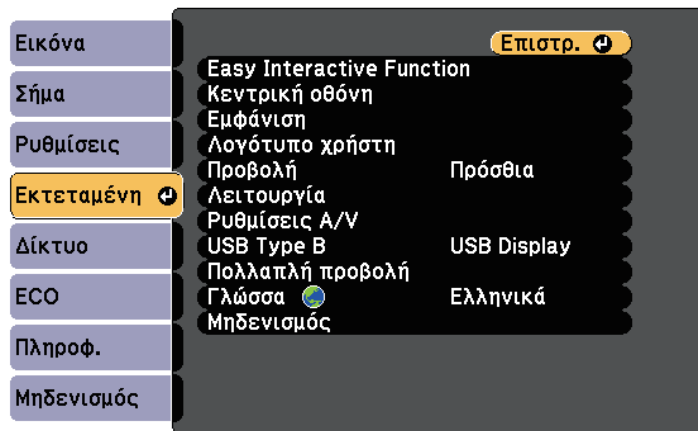 Εικόνα
Σήμα
Ρυθμίσεις
Εκτεταμένη
Δίκτυο
ECO
Πληροφ.
Μηδενισμός
Επιστρ.
Easy Interactive Function
Κεντρική οθόνη
Εμφάνιση
Λογότυπο χρήστη
Προβολή Πρόσθια
Λειτουργία
Ρυθμίσεις A/V
USB Type B USB Display
Πολλαπλή προβολή
Γλώσσα Ελληνικά
Μηδενισμός